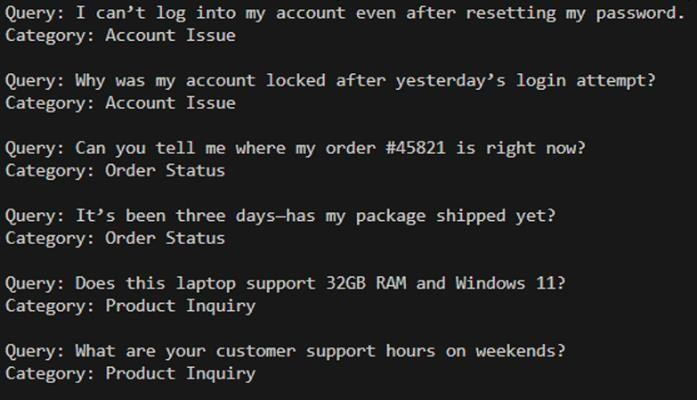 Query: I can’t log into my account even after resetting my password.
Category: Account Issue
Query: Why was my account locked after yesterday’s login attempt?
Category: Account Issue
Query: Can you tell me where my order #45821 is right now?
Category: Order Status
Query: It’s been three days—has my package shipped yet?
Category: Order Status
Query: Does this laptop support 32GB RAM and Windows 11?
Category: Product Inquiry
Query: What are your customer support hours on weekends?
Category: Product Inquiry